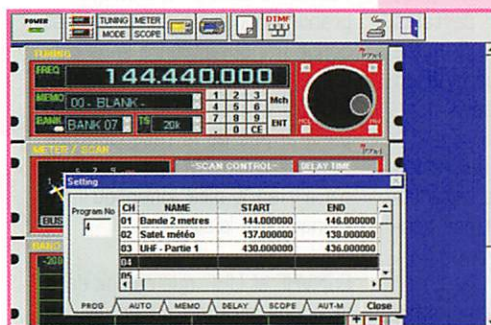 POWER TUNING METER DTMF
MODE SCOPE
TUNING
FREQ 144.440.000
MEMO 00 - BLANK - 1 2 3 Mch
4 5 6
BANK BANK 07 TS 20k 7 8 9 ENT
. 0 CE
METER / SCAN
-SCAN CONTROL- DELAY TIME
BUS
Setting
Program No
4
CH NAME START END
01 Bande 2 metres 144.000000 146.000000
02 Satel. météo 137.000000 138.000000
03 UHF - Partie 1 430.000000 436.000000
04
05
BAND
-200
PROG AUTO MEMO DELAY SCOPE AUT-M Close